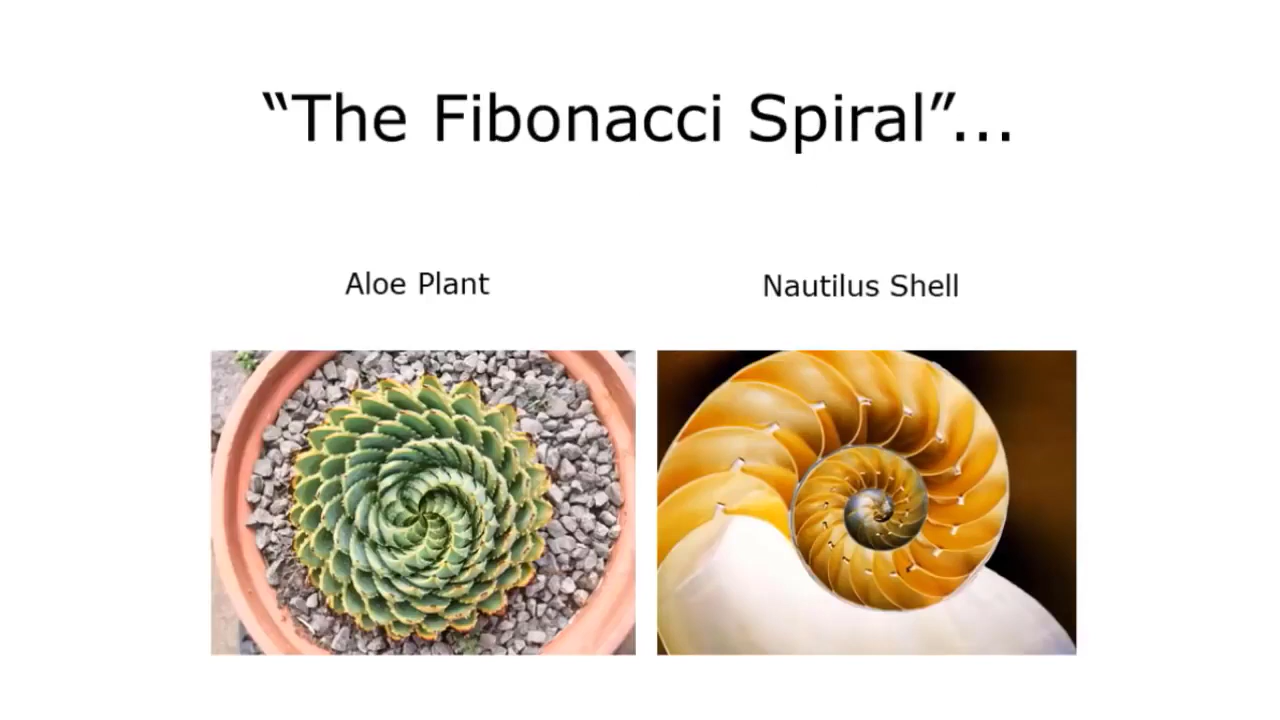 “The Fibonacci Spiral”...
Aloe Plant
Nautilus Shell